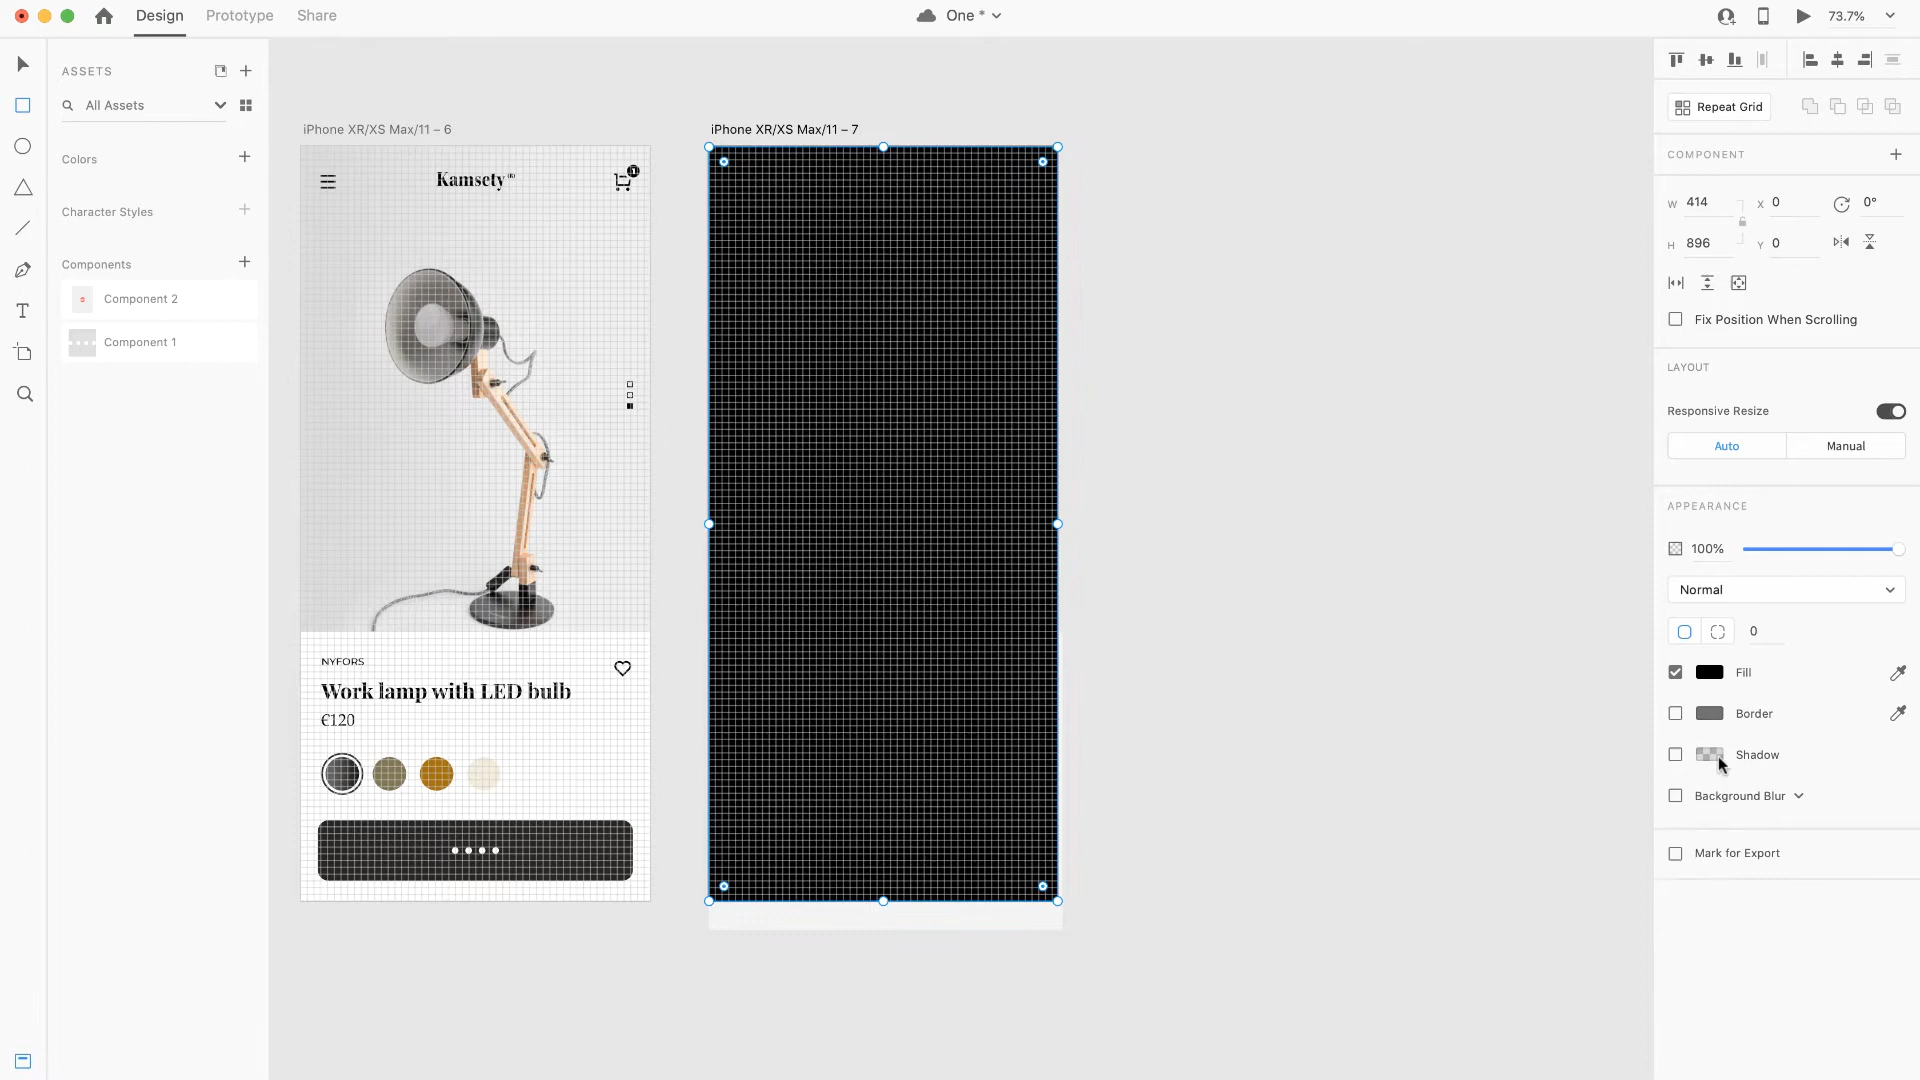 Design
Prototype
Share
One *
73.7%
ASSETS
All Assets
Colors
Character Styles
Components
Component 2
Component 1
iPhone XR/XS Max/11 – 6
Kamsety
1
NYFORS
Work lamp with LED bulb
€120
iPhone XR/XS Max/11 – 7
Repeat Grid
COMPONENT
W 414 X 0 0°
H 896 Y 0
Fix Position When Scrolling
LAYOUT
Responsive Resize
Auto Manual
APPEARANCE
100%
Normal
0
Fill
Border
Shadow
Background Blur
Mark for Export